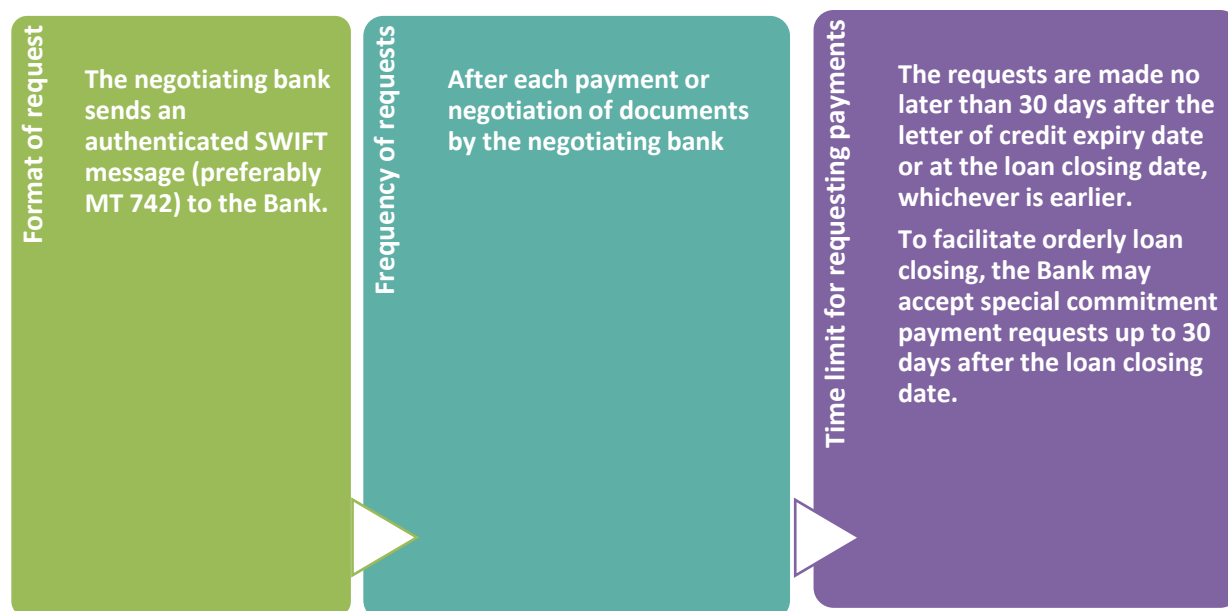 Format of request
The negotiating bank
sends an
authenticated SWIFT
message (preferably
MT 742) to the Bank.
Frequency of requests
After each payment or
negotiation of documents
by the negotiating bank
Time limit for requesting payments
The requests are made no
later than 30 days after the
letter of credit expiry date
or at the loan closing date,
whichever is earlier.
To facilitate orderly loan
closing, the Bank may
accept special commitment
payment requests up to 30
days after the loan closing
date.